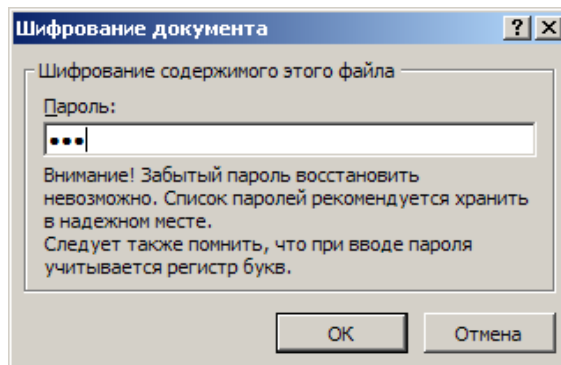 Шифрование документа
Шифрование содержимого этого файла
Пароль:
•••
Внимание! Забытый пароль восстановить
невозможно. Список паролей рекомендуется хранить
в надежном месте.
Следует также помнить, что при вводе пароля
учитывается регистр букв.
ОК Отмена